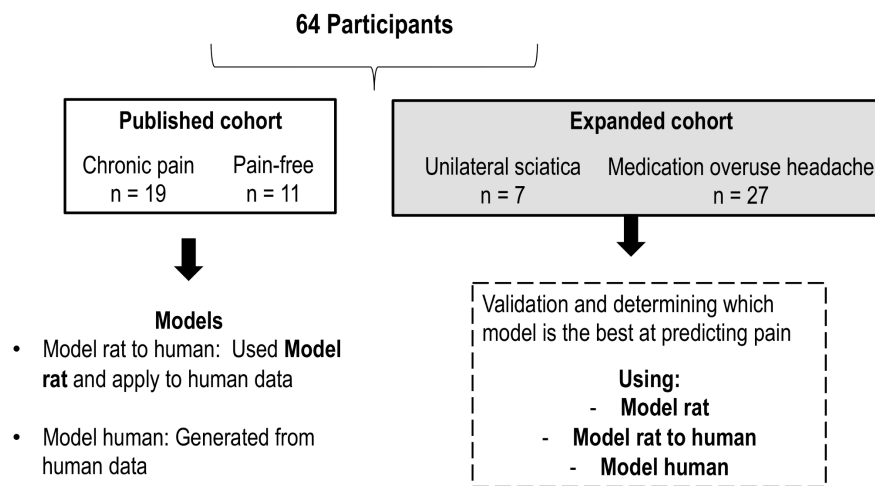 64 Participants
Published cohort
Chronic pain Pain-free
n = 19 n = 11
Expanded cohort
Unilateral sciatica Medication overuse headache
n = 7 n = 27
Models
• Model rat to human: Used Model
rat and apply to human data
• Model human: Generated from
human data
Validation and determining which
model is the best at predicting pain
Using:
- Model rat
- Model rat to human
- Model human